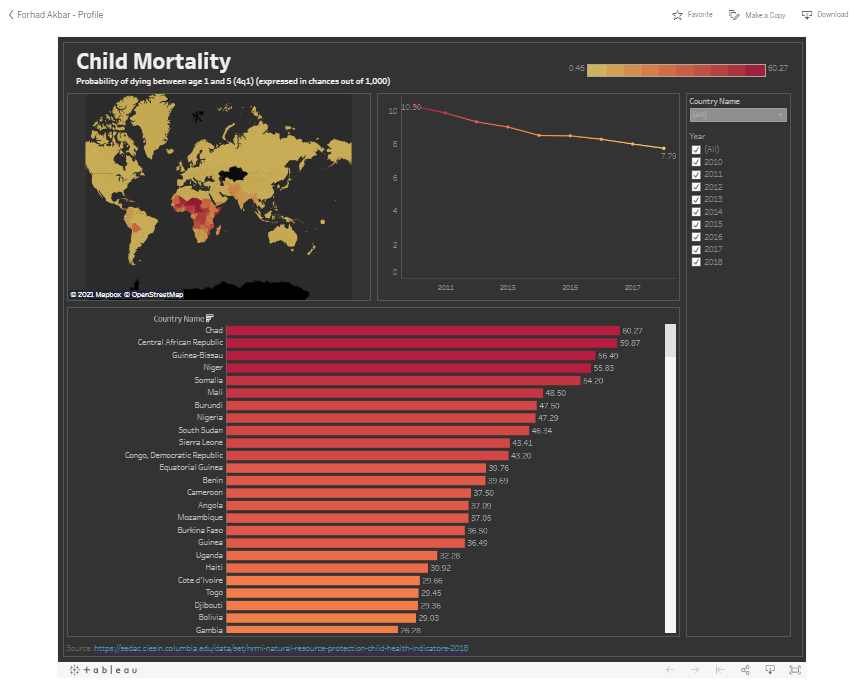 Forhad Akbar - Profile
Favorite
Make a Copy
Download
Child Mortality
Probability of dying between age 1 and 5 (4q1) (expressed in chances out of 1,000)
0.46
60.27
© 2021 Mapbox © OpenStreetMap
10.50
10
8
6
4
2
0
7.79
2011
2013
2015
2017
Country Name
(All)
Year
(All)
2010
2011
2012
2013
2014
2015
2016
2017
2018
Country Name
Chad 60.27
Central African Republic 59.87
Guinea-Bissau 56.49
Niger 55.83
Somalia 54.20
Mali 48.50
Burundi 47.50
Nigeria 47.29
South Sudan 46.34
Sierra Leone 43.41
Congo, Democratic Republic 43.20
Equatorial Guinea 39.76
Benin 39.69
Cameroon 37.50
Angola 37.09
Mozambique 37.05
Burkina Faso 36.50
Guinea 36.49
Uganda 32.28
Haiti 30.92
Cote d'Ivoire 29.66
Togo 29.45
Djibouti 29.36
Bolivia 29.03
Gambia 26.28
Source: https://sedac.ciesin.columbia.edu/data/set/nrmi-natural-resource-protection-child-health-indicators-2018
+ a b l e a u